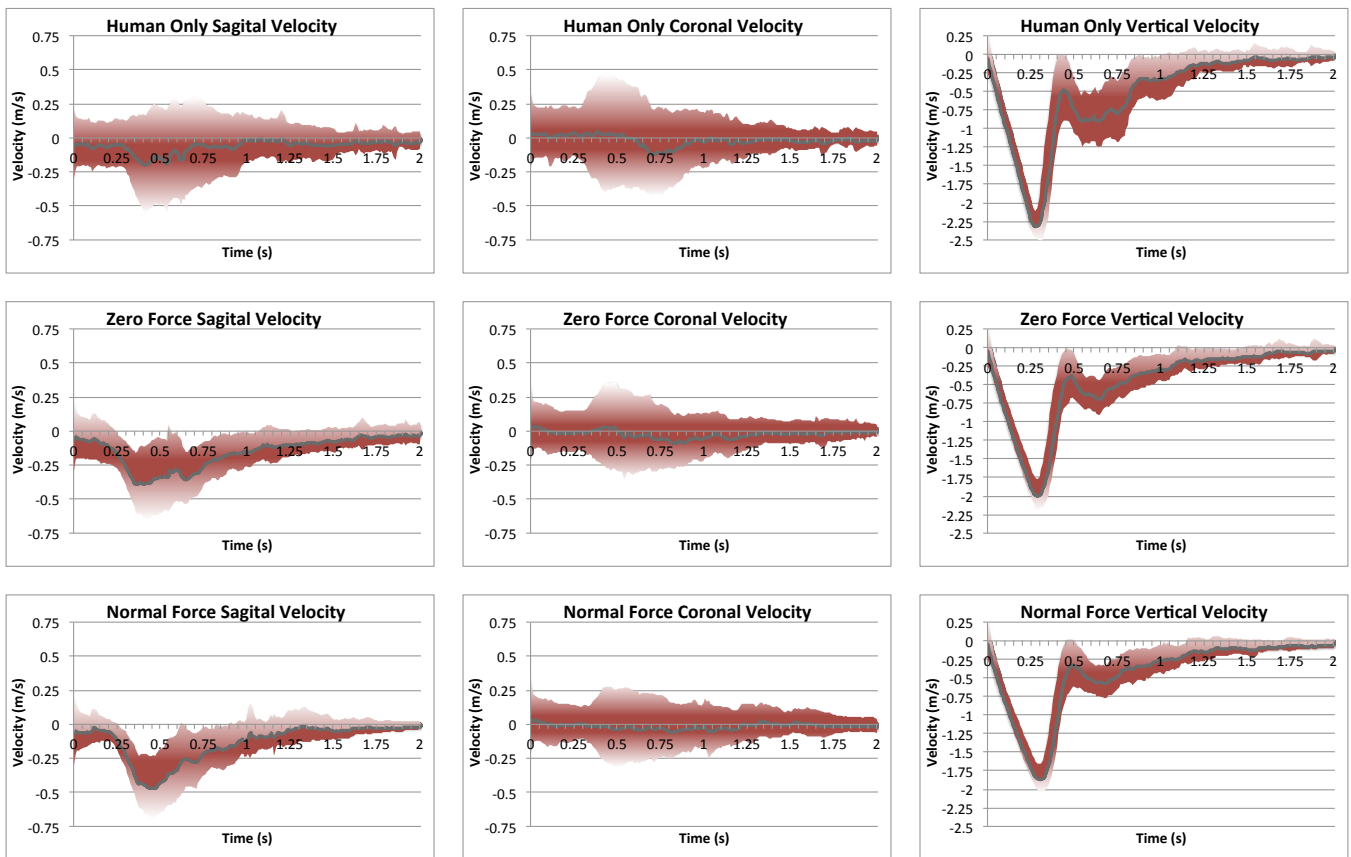 Human Only Sagital Velocity
0.75
0.5
0.25
0
-0.25
-0.5
-0.75
Velocity (m/s)
0 0.25 0.5 0.75 1 1.25 1.5 1.75 2
Time (s)
Human Only Coronal Velocity
0.75
0.5
0.25
0
-0.25
-0.5
-0.75
Velocity (m/s)
0 0.25 0.5 0.75 1 1.25 1.5 1.75 2
Time (s)
Human Only Vertical Velocity
0.25
0
-0.25
-0.5
-0.75
-1
-1.25
-1.5
-1.75
-2
-2.25
-2.5
Velocity (m/s)
0 0.25 0.5 0.75 1 1.25 1.5 1.75 2
Time (s)
Zero Force Sagital Velocity
0.75
0.5
0.25
0
-0.25
-0.5
-0.75
Velocity (m/s)
0 0.25 0.5 0.75 1 1.25 1.5 1.75 2
Time (s)
Zero Force Coronal Velocity
0.75
0.5
0.25
0
-0.25
-0.5
-0.75
Velocity (m/s)
0 0.25 0.5 0.75 1 1.25 1.5 1.75 2
Time (s)
Zero Force Vertical Velocity
0.25
0
-0.25
-0.5
-0.75
-1
-1.25
-1.5
-1.75
-2
-2.25
-2.5
Velocity (m/s)
0 0.25 0.5 0.75 1 1.25 1.5 1.75 2
Time (s)
Normal Force Sagital Velocity
0.75
0.5
0.25
0
-0.25
-0.5
-0.75
Velocity (m/s)
0 0.25 0.5 0.75 1 1.25 1.5 1.75 2
Time (s)
Normal Force Coronal Velocity
0.75
0.5
0.25
0
-0.25
-0.5
-0.75
Velocity (m/s)
0 0.25 0.5 0.75 1 1.25 1.5 1.75 2
Time (s)
Normal Force Vertical Velocity
0.25
0
-0.25
-0.5
-0.75
-1
-1.25
-1.5
-1.75
-2
-2.25
-2.5
Velocity (m/s)
0 0.25 0.5 0.75 1 1.25 1.5 1.75 2
Time (s)